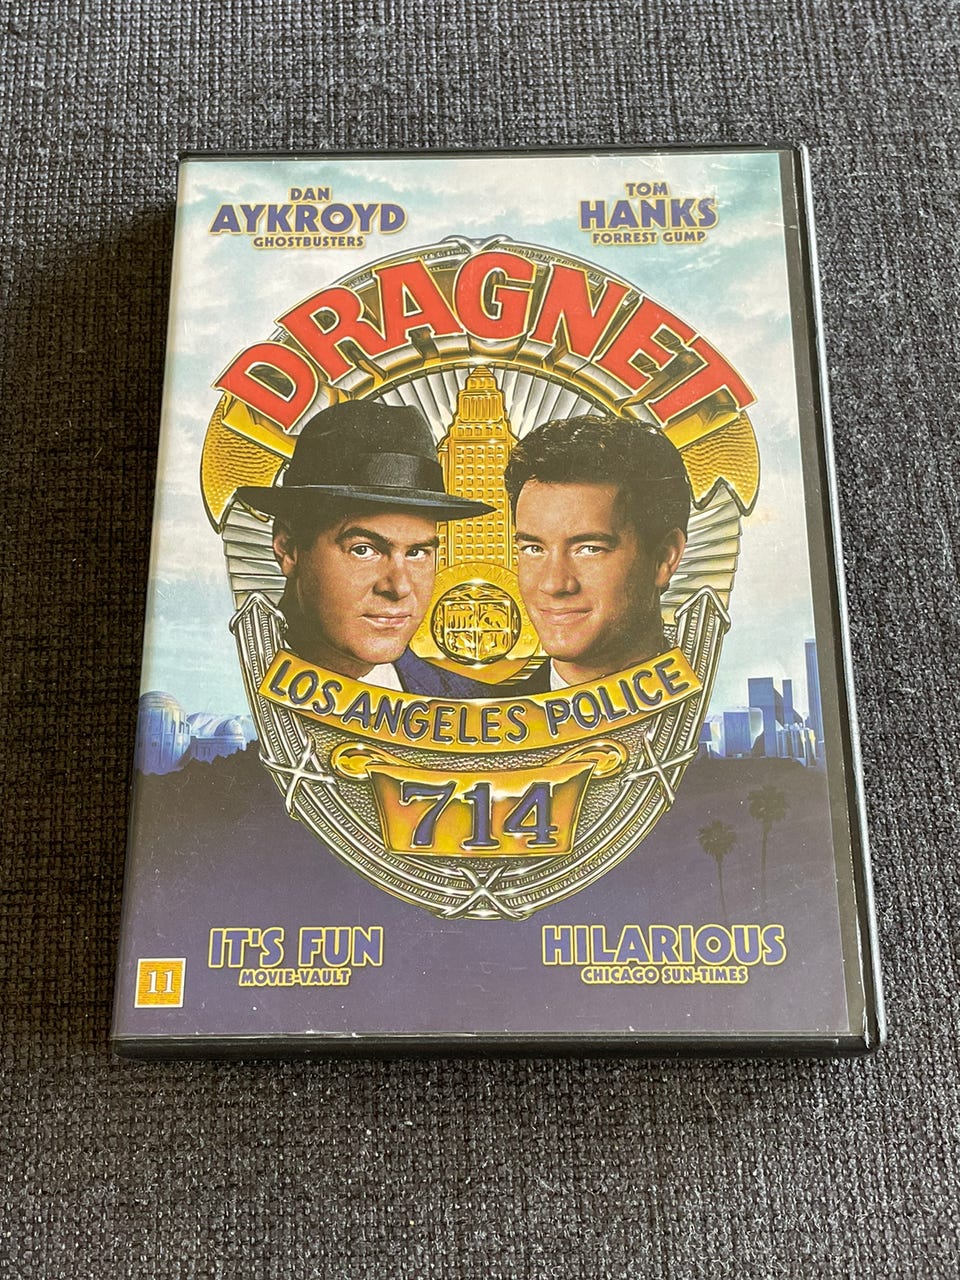 DAN
AYKROYD
GHOSTBUSTERS
TOM
HANKS
FORREST GUMP
DRAGNET
LOS ANGELES POLICE
714
IT'S FUN
MOVIE-VAULT
HILARIOUS
CHICAGO SUN-TIMES
11